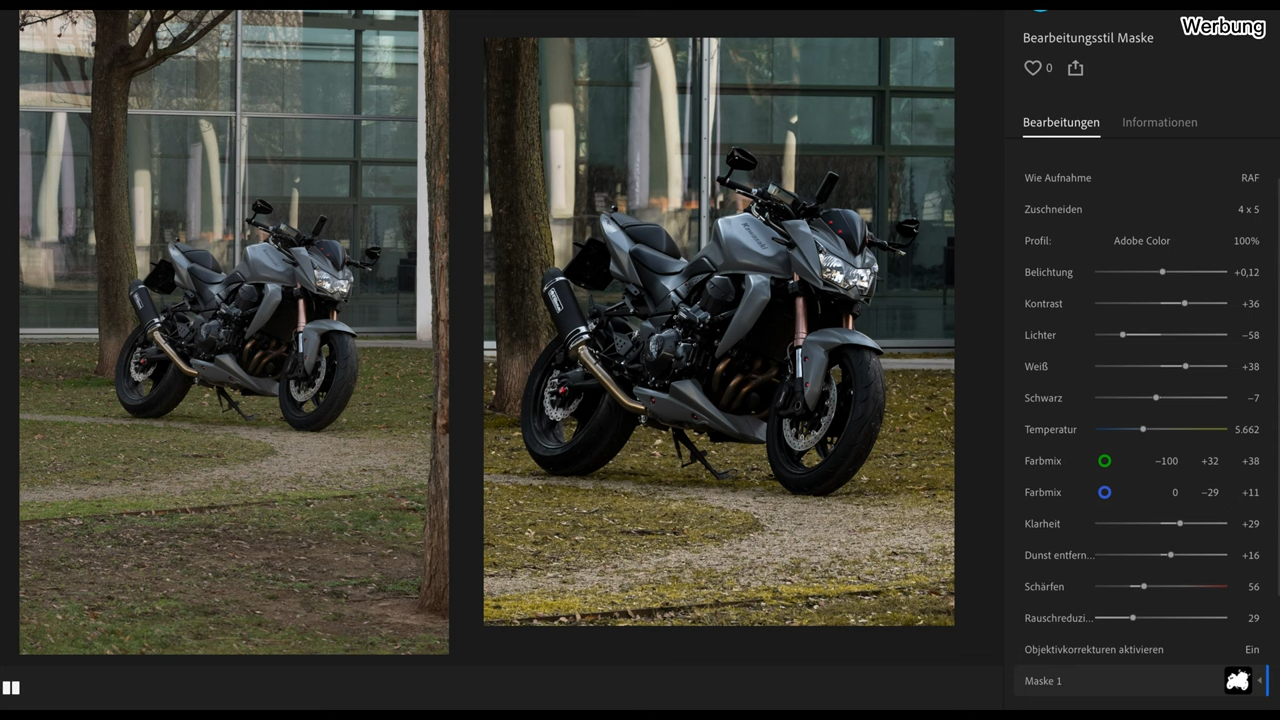 Werbung
Bearbeitungsstil Maske
0
Bearbeitungen Informationen
Wie Aufnahme RAF
Zuschneiden 4 x 5
Profil: Adobe Color 100%
Belichtung +0,12
Kontrast +36
Lichter −58
Weiß +38
Schwarz −7
Temperatur 5.662
Farbmix −100 +32 +38
Farbmix 0 −29 +11
Klarheit +29
Dunst entfern... +16
Schärfen 56
Rauschreduzi... 29
Objektivkorrekturen aktivieren Ein
Maske 1
Kawasaki